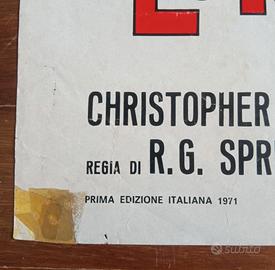 CHRISTOPHER
REGIA DI R.G. SPR
PRIMA EDIZIONE ITALIANA 1971
subito